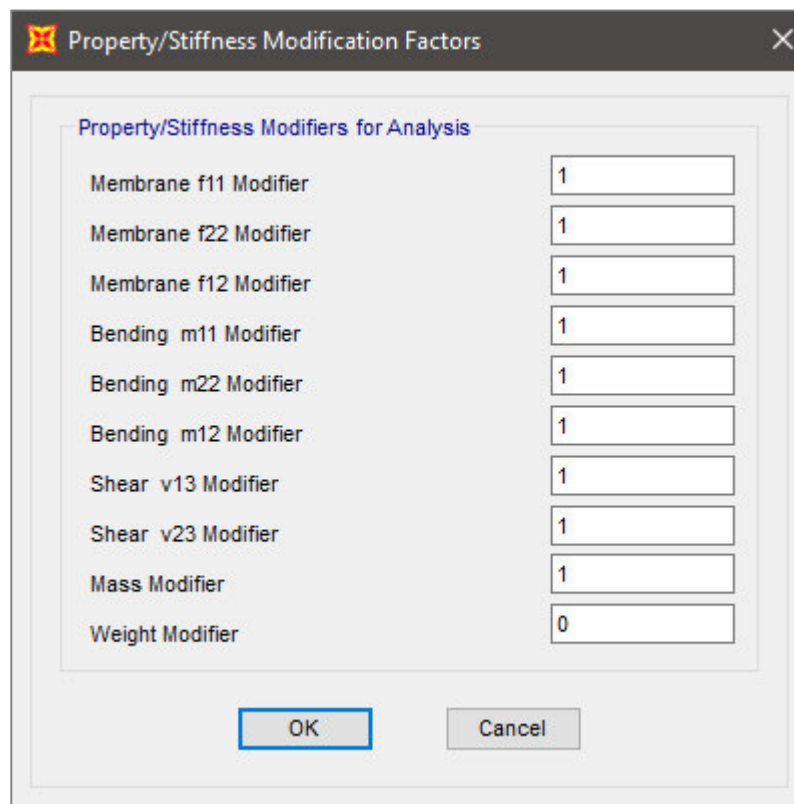 Property/Stiffness Modification Factors
Property/Stiffness Modifiers for Analysis
Membrane f11 Modifier 1
Membrane f22 Modifier 1
Membrane f12 Modifier 1
Bending m11 Modifier 1
Bending m22 Modifier 1
Bending m12 Modifier 1
Shear v13 Modifier 1
Shear v23 Modifier 1
Mass Modifier 1
Weight Modifier 0
OK Cancel